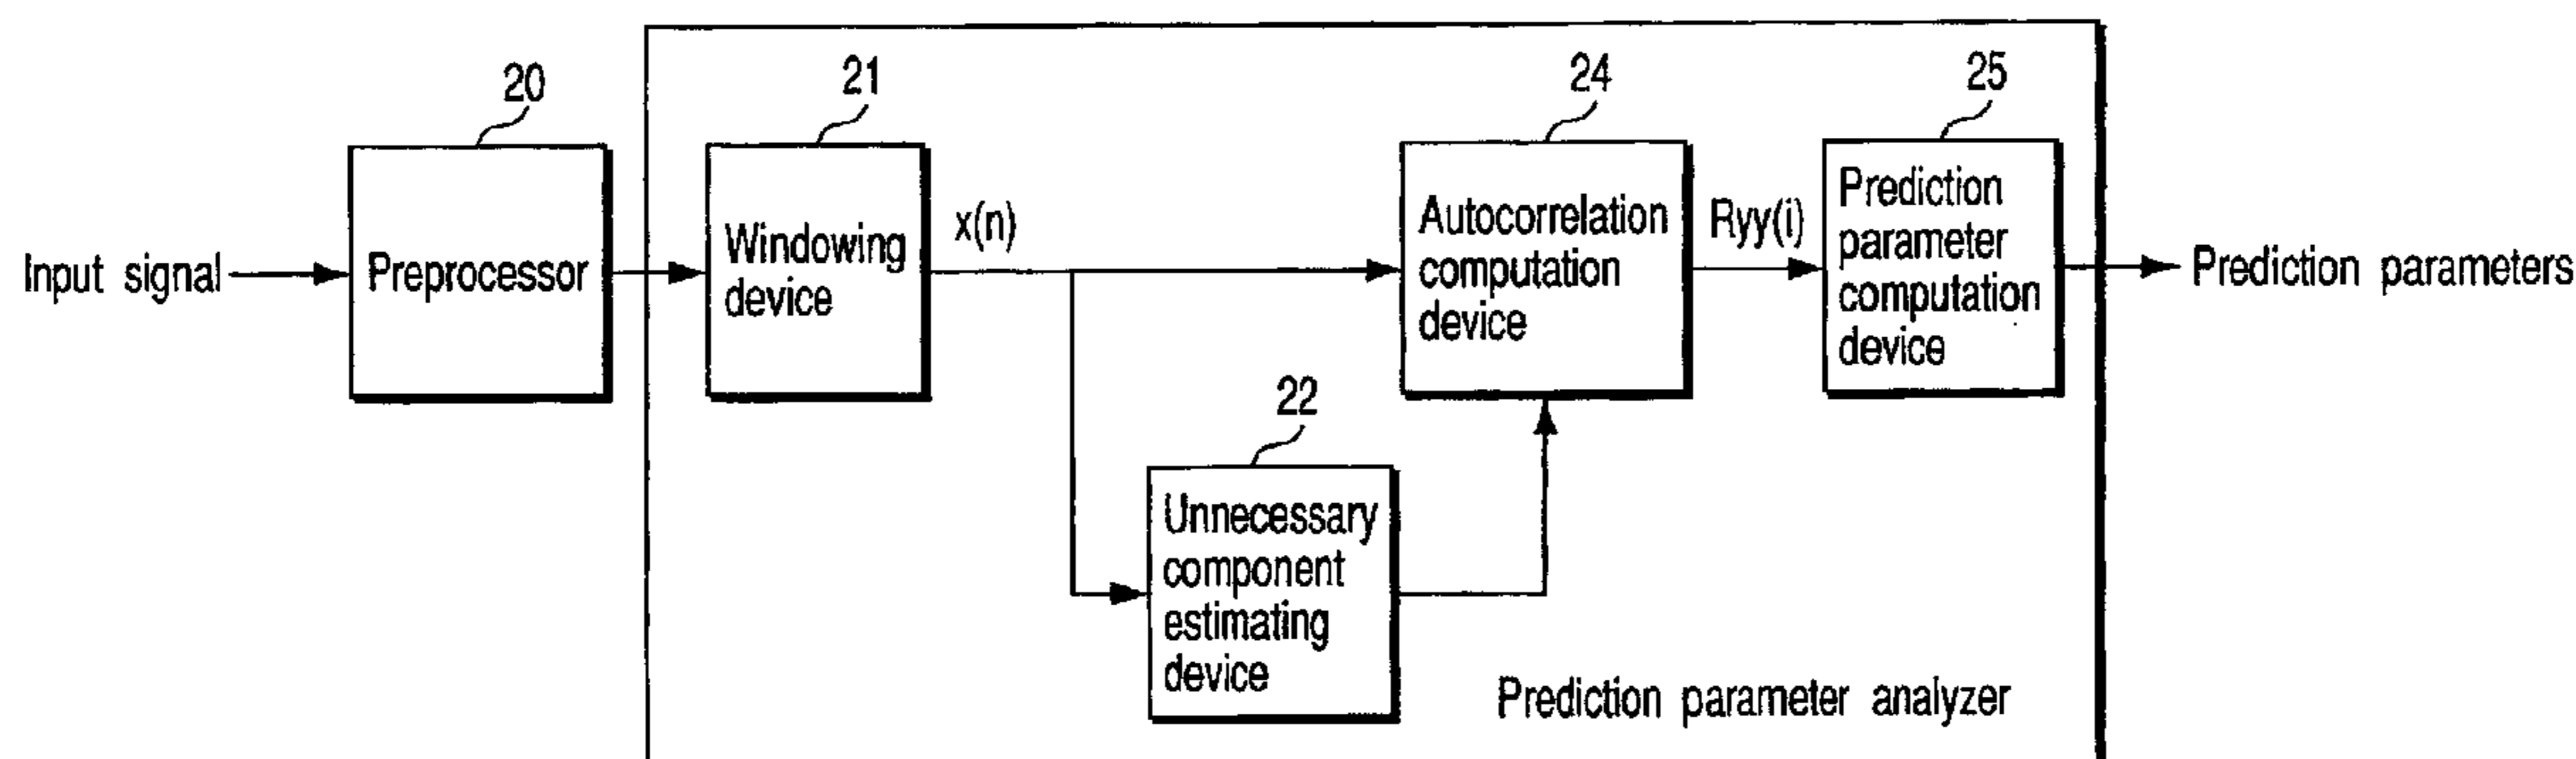 20
21
24
25
Input signal
Preprocessor
Windowing
device
x(n)
Autocorrelation
computation
device
Ryy(i)
Prediction
parameter
computation
device
Prediction parameters
22
Unnecessary
component
estimating
device
Prediction parameter analyzer